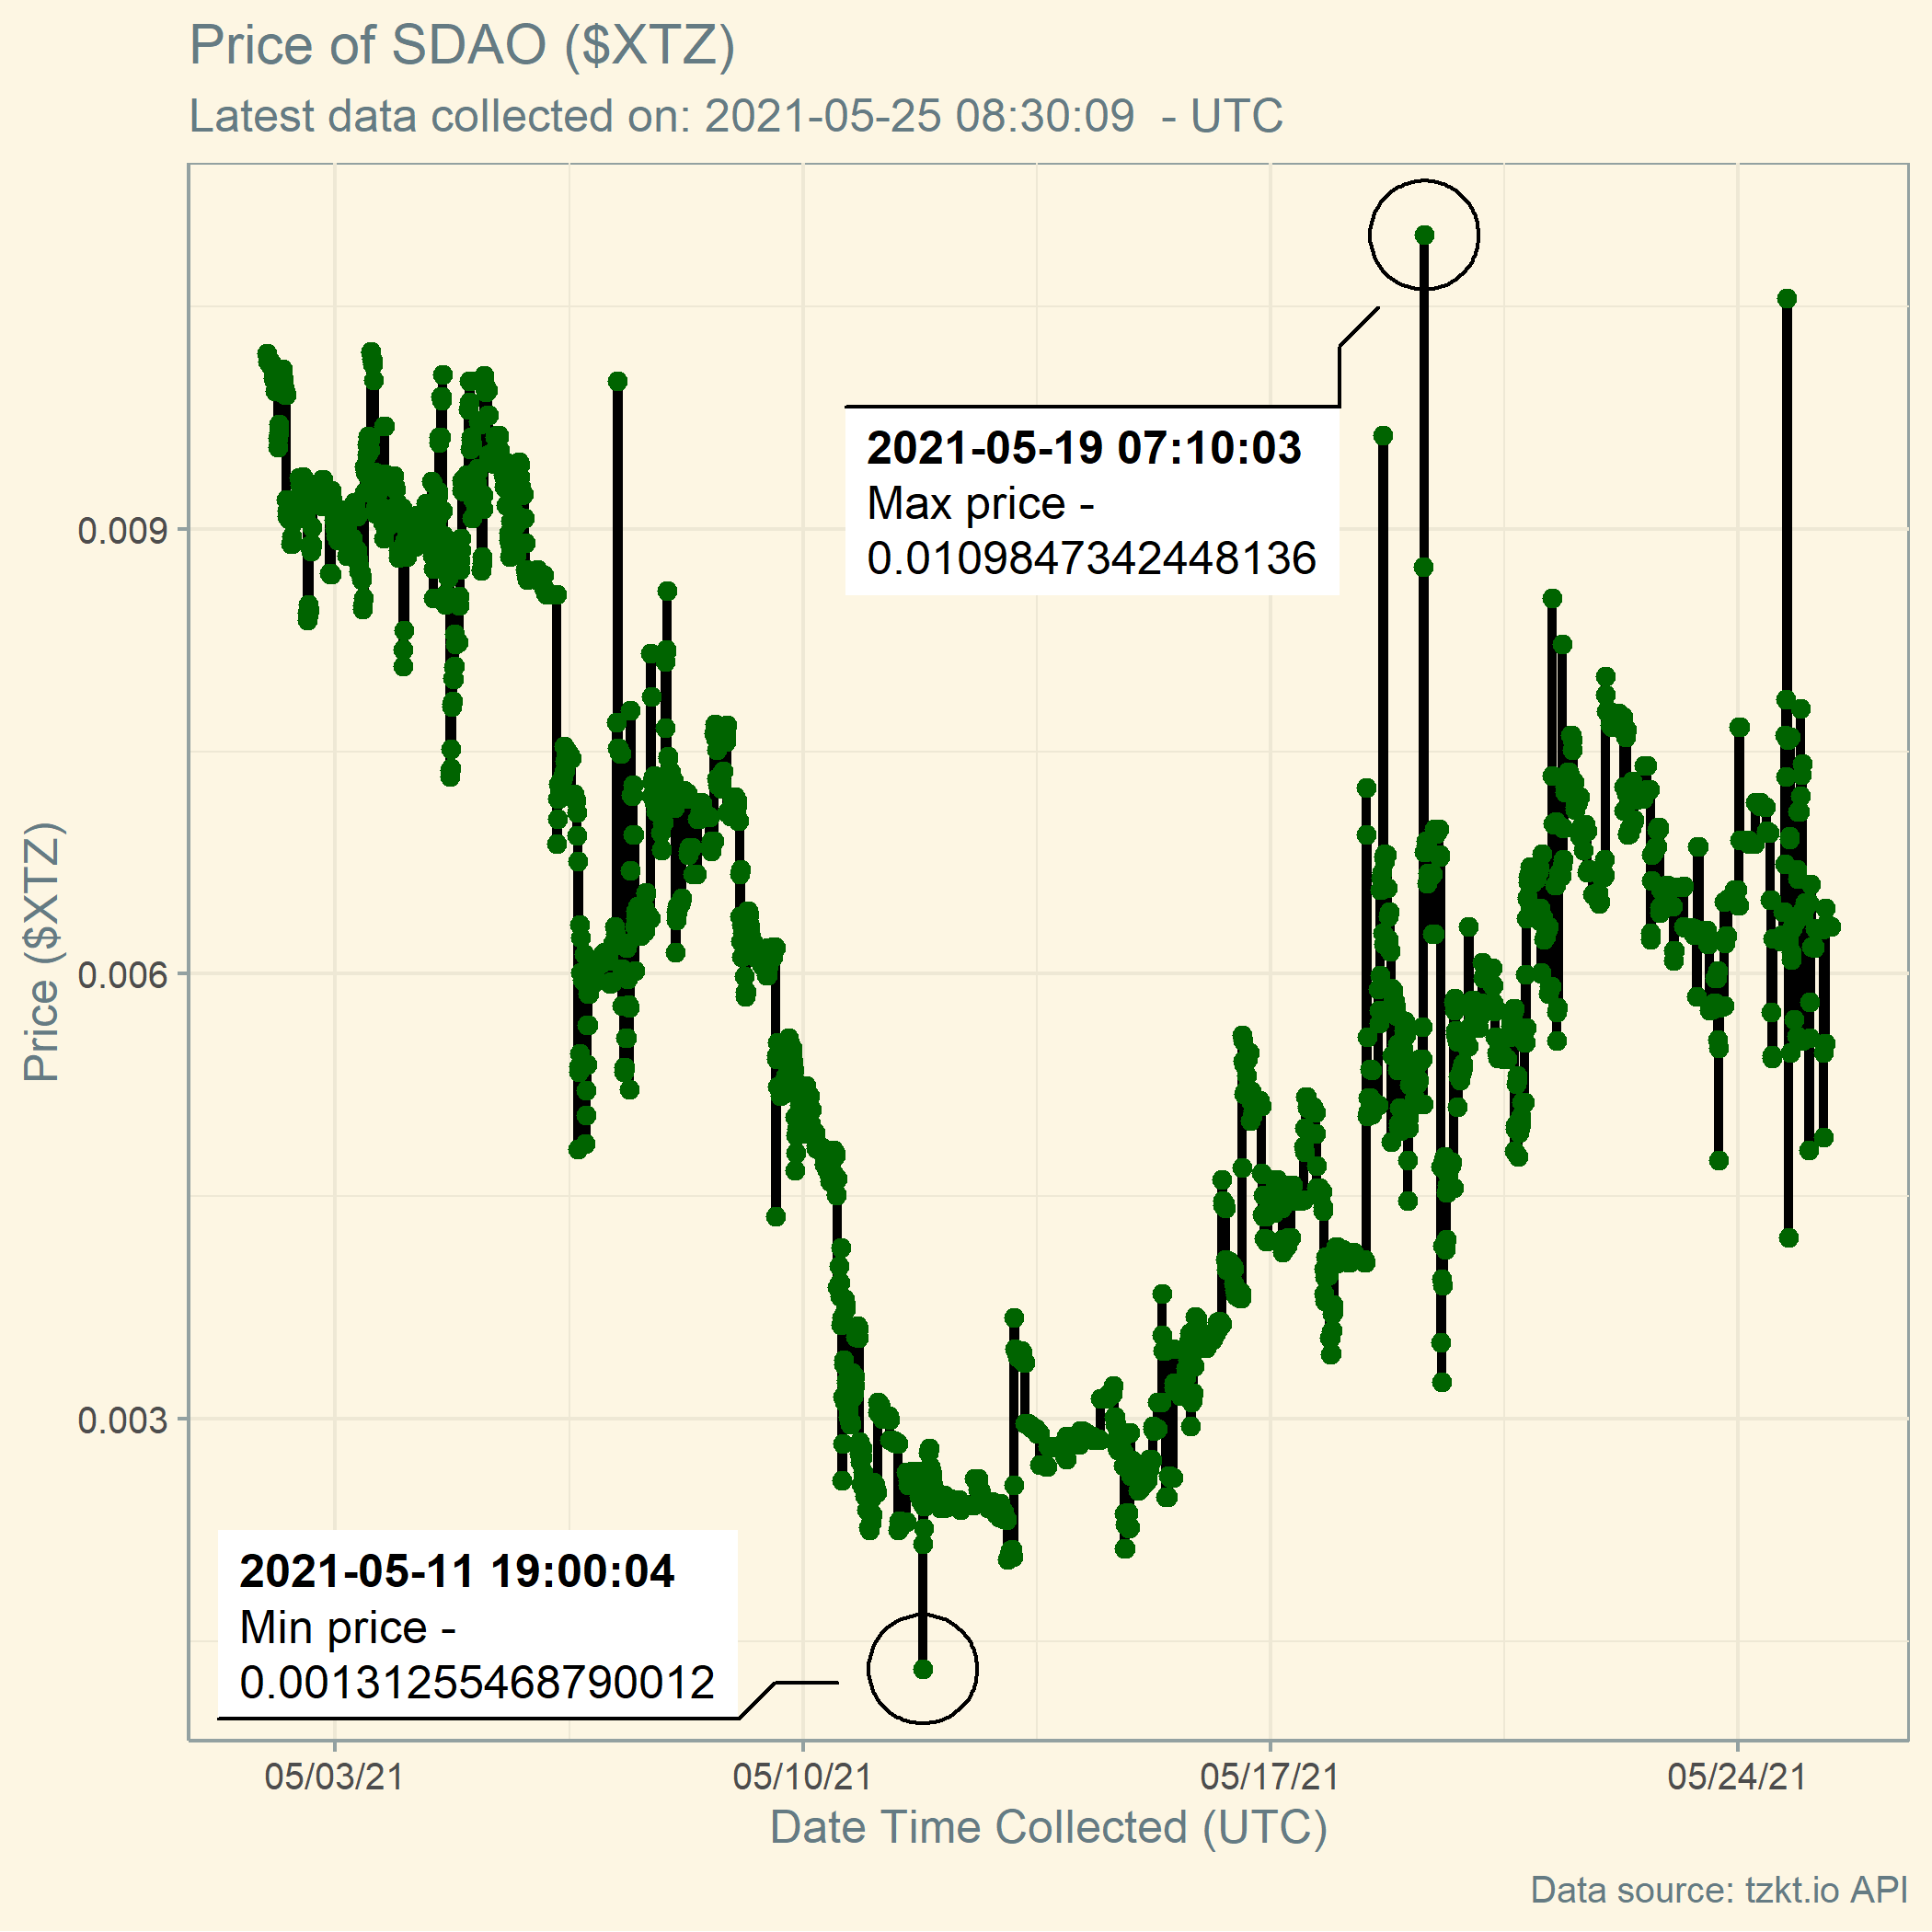 Price of SDAO ($XTZ)
Latest data collected on: 2021-05-25 08:30:09  - UTC
2021-05-19 07:10:03
Max price -
0.0109847342448136
0.009
0.006
0.003
Price ($XTZ)
2021-05-11 19:00:04
Min price -
0.00131255468790012
05/03/21
05/10/21
05/17/21
05/24/21
Date Time Collected (UTC)
Data source: tzkt.io API